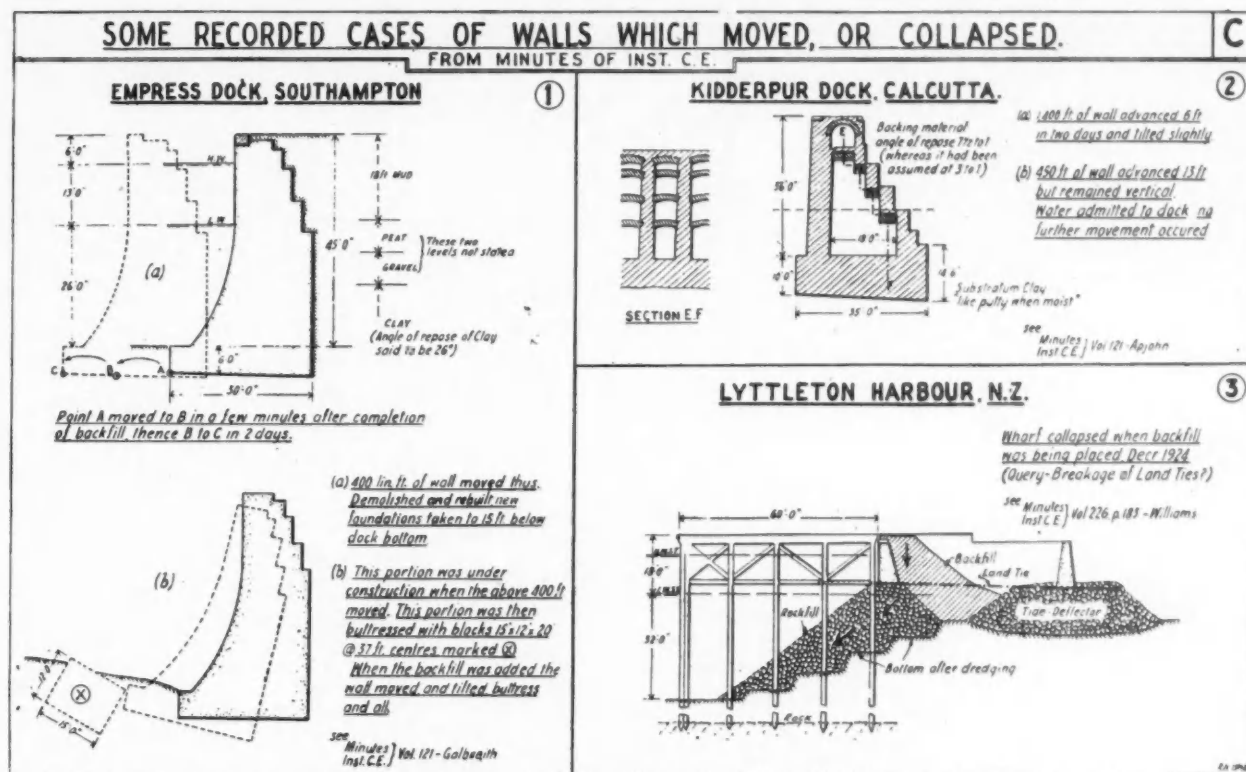 SOME RECORDED CASES OF WALLS WHICH MOVED, OR COLLAPSED.
C
FROM MINUTES OF INST. C.E.
EMPRESS DOCK, SOUTHAMPTON
1
6'·0"
H.W.
13'·0"
L.W.
26'·0"
(a)
45'·0"
18ft MUD
PEAT
GRAVEL
These two
levels not stated
CLAY
(Angle of repose of Clay
said to be 26°)
C
B
A
6'0"
30'·0"
Point A moved to B in a few minutes after completion
of backfill, thence B to C in 2 days.
(b)
15'0"
(a) 400 lin. ft. of wall moved thus.
Demolished and rebuilt new
foundations taken to 15 ft. below
dock bottom
(b) This portion was under
construction when the above 400 ft
moved. This portion was then
buttressed with blocks 15'x12'x20'
@ 37 ft. centres, marked ⓧ
When the backfill was added the
wall moved and tilted buttress
and all.
see Minutes
Inst. C.E. } Vol. 121 - Galbraith
KIDDERPUR DOCK, CALCUTTA.
2
SECTION E.F
E
36'·0"
10'·0"
18'·0"
14'6"
35'·0"
Backing material
angle of repose 1½ to 1
(whereas it had been
assumed at 3 to 1)
Substratum Clay
like putty when moist"
(a) 400 ft of wall advanced 6 ft
in two days and tilted slightly
(b) 450 ft of wall advanced 13 ft
but remained vertical.
Water admitted to dock no
further movement occured
see
Minutes
Inst. C.E. } Vol 121 - Apjohn
LYTTLETON HARBOUR, N.Z.
3
Wharf collapsed when backfill
was being placed Decr 1924
(Query-Breakage of Land Ties?)
see Minutes
Inst C.E. } Vol 226. p. 185 - Williams
60'·0"
32'·0"
Backfill
Land Tie
Rockfill
Tide-Deflector
Bottom after dredging
ROCK